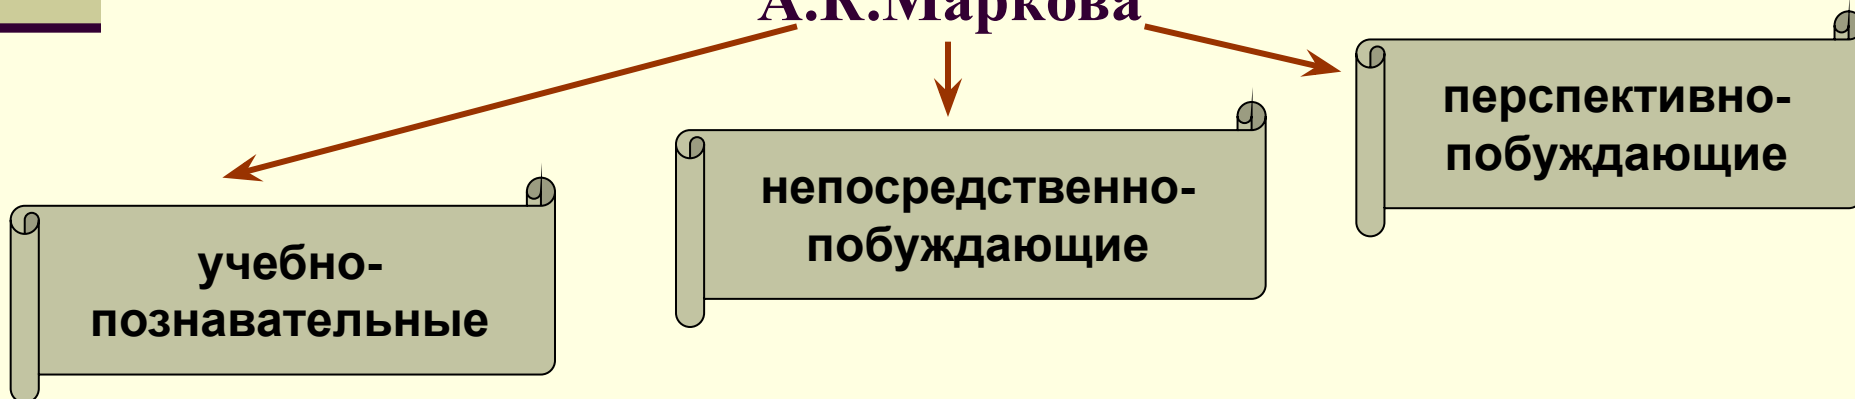 А.К.Маркова
учебно-
познавательные
непосредственно-
побуждающие
перспективно-
побуждающие